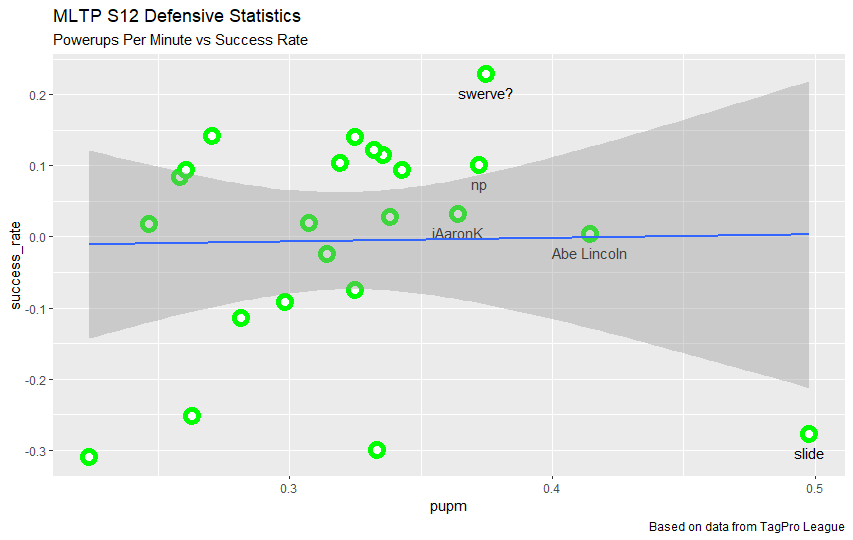 MLTP S12 Defensive Statistics
Powerups Per Minute vs Success Rate
swerve?
np
iAaronK
Abe Lincoln
slide
0.2
0.1
0.0
-0.1
-0.2
-0.3
success_rate
0.3
0.4
0.5
pupm
Based on data from TagPro League